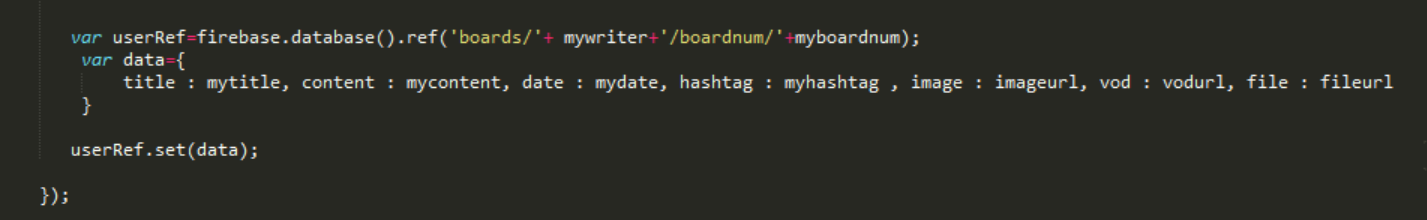 var userRef=firebase.database().ref('boards/'+ mywriter+'/boardnum/'+myboardnum);
var data={
title : mytitle, content : mycontent, date : mydate, hashtag : myhashtag , image : imageurl, vod : vodurl, file : fileurl
}
userRef.set(data);
});